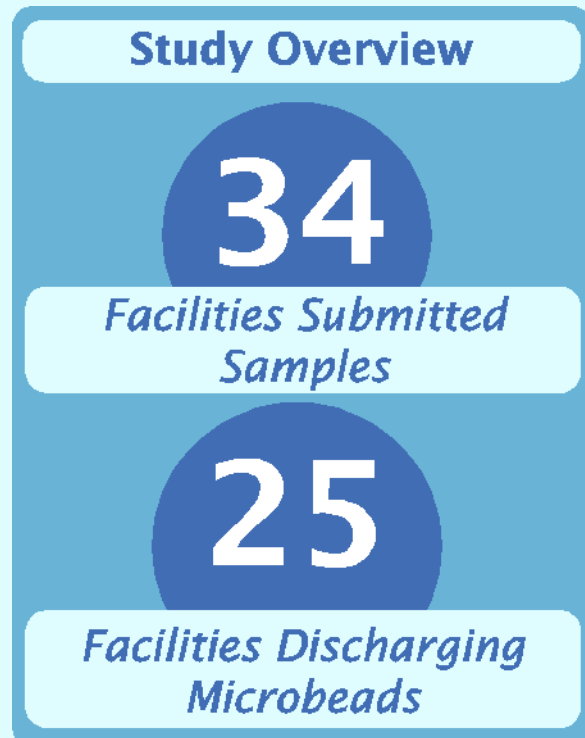 Study Overview
34
Facilities Submitted
Samples
25
Facilities Discharging
Microbeads